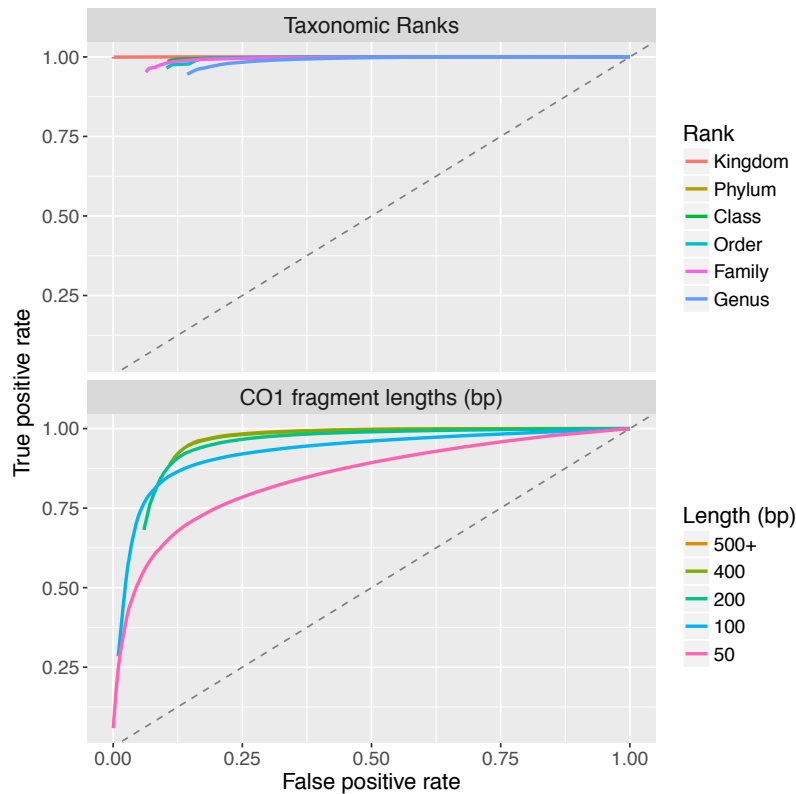 Taxonomic Ranks
1.00
0.75
0.50
0.25
Rank
Kingdom
Phylum
Class
Order
Family
Genus
True positive rate
CO1 fragment lengths (bp)
1.00
0.75
0.50
0.25
Length (bp)
500+
400
200
100
50
0.00 0.25 0.50 0.75 1.00
False positive rate